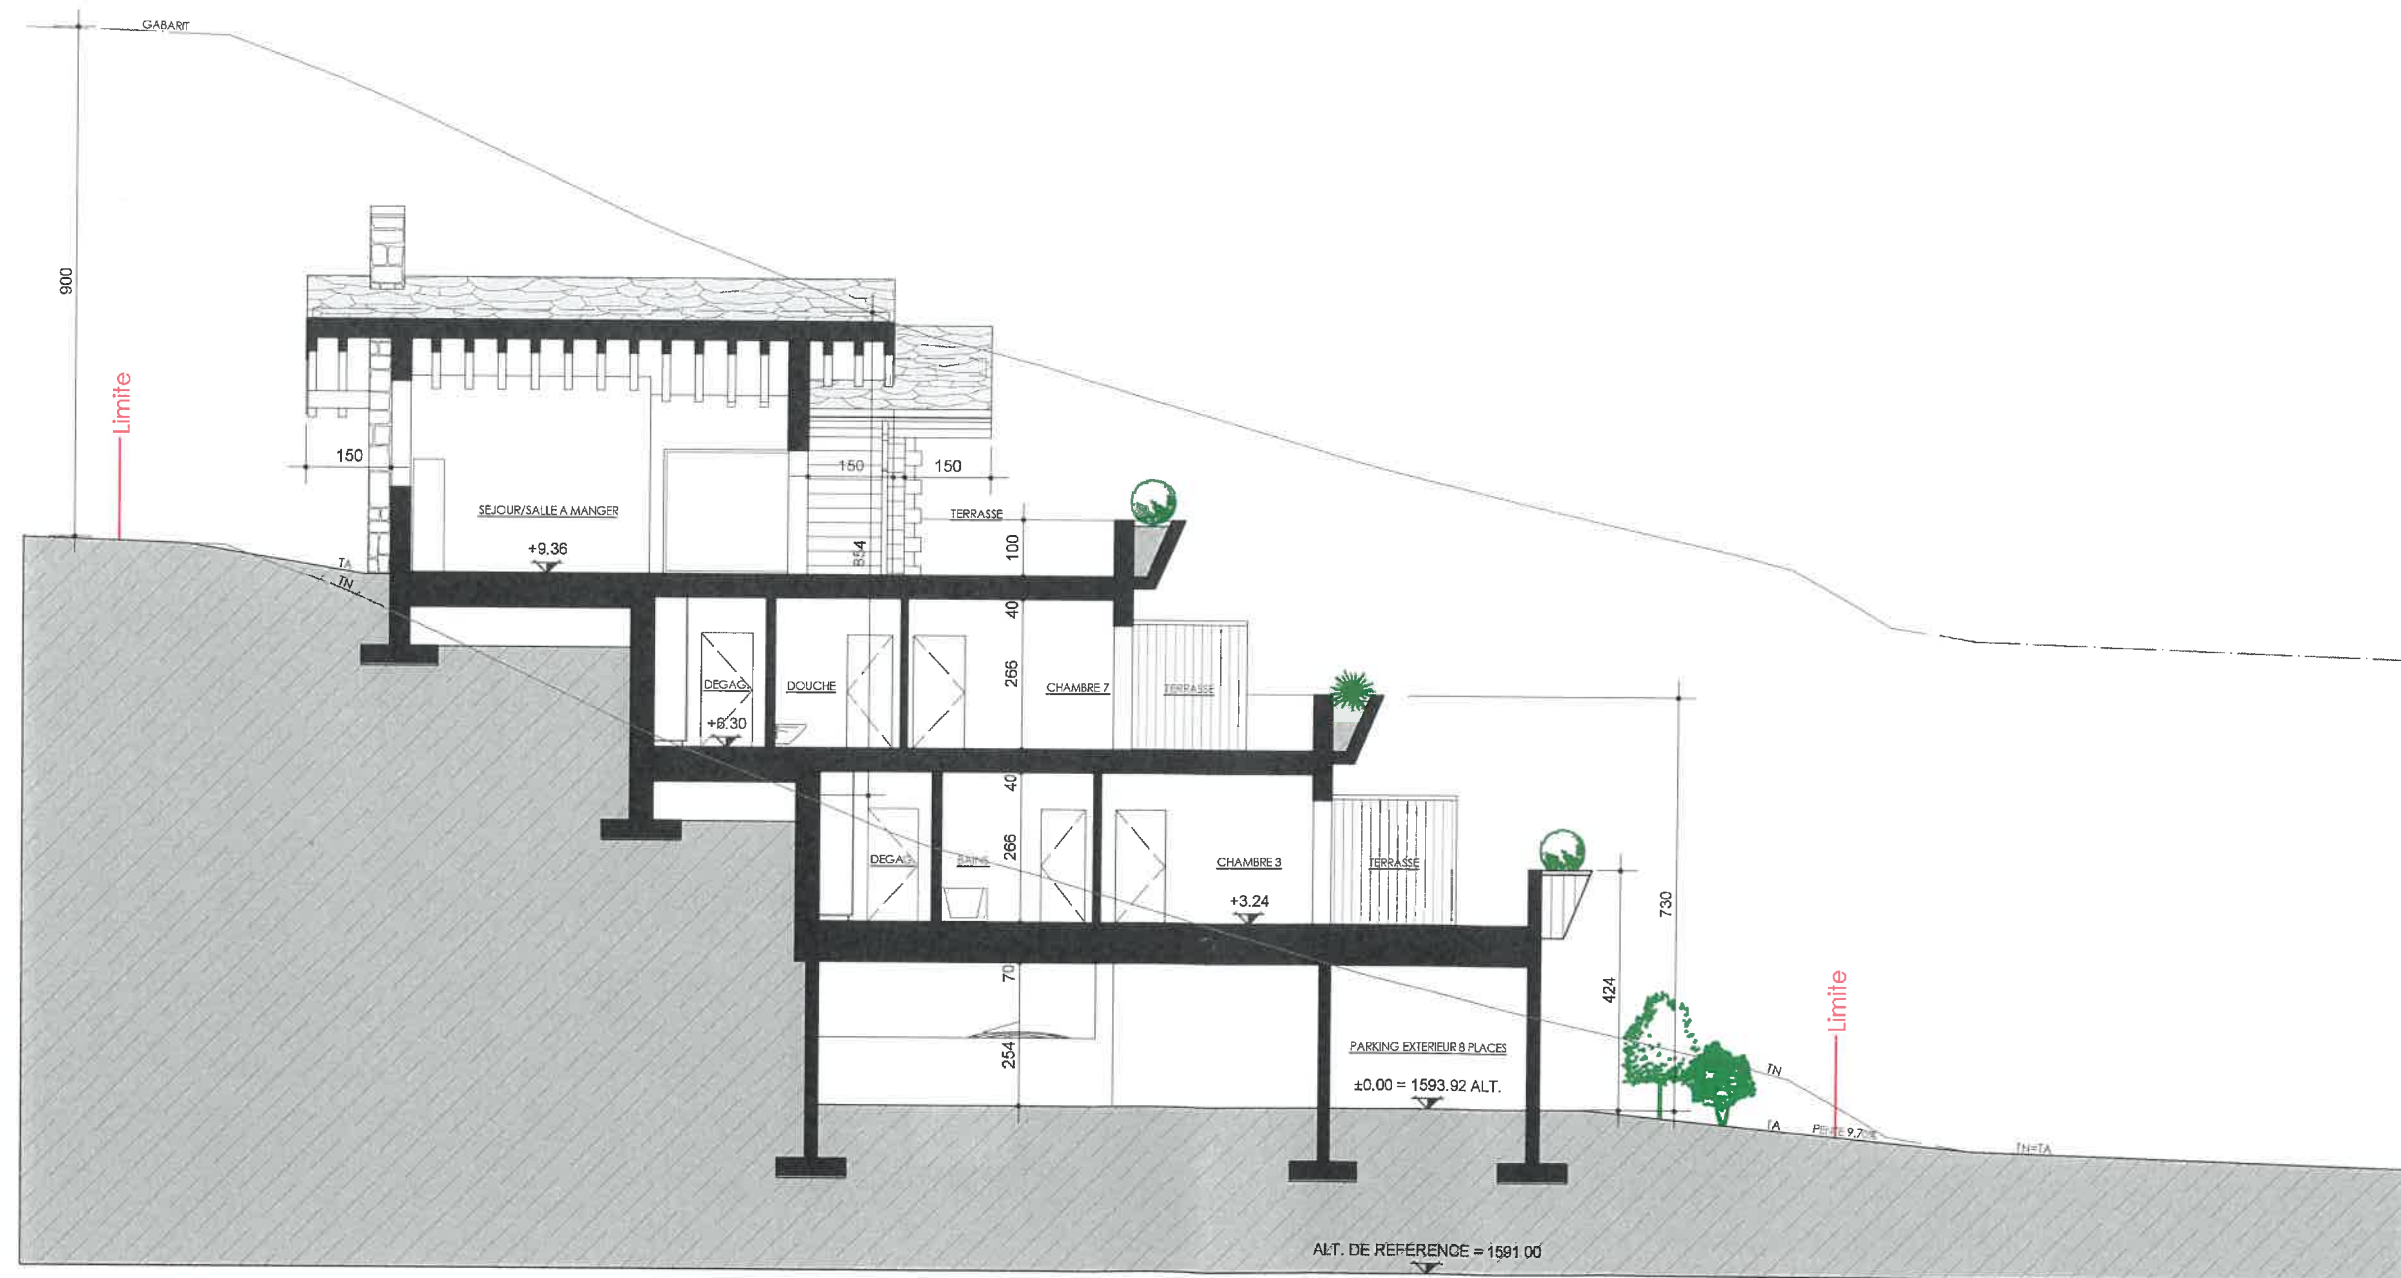 GABARIT
900
Limite
150
150
150
SEJOUR/SALLE A MANGER
TERRASSE
+9.36
854
100
TA
TN
40
DEGAG.
DOUCHE
266
CHAMBRE 7
TERRASSE
+6.30
40
DEGAG.
BAINS
266
CHAMBRE 3
TERRASSE
+3.24
730
424
70
Limite
254
PARKING EXTERIEUR 8 PLACES
±0.00 = 1593.92 ALT.
TN
TA
TN=TA
ALT. DE REFERENCE = 1591.00